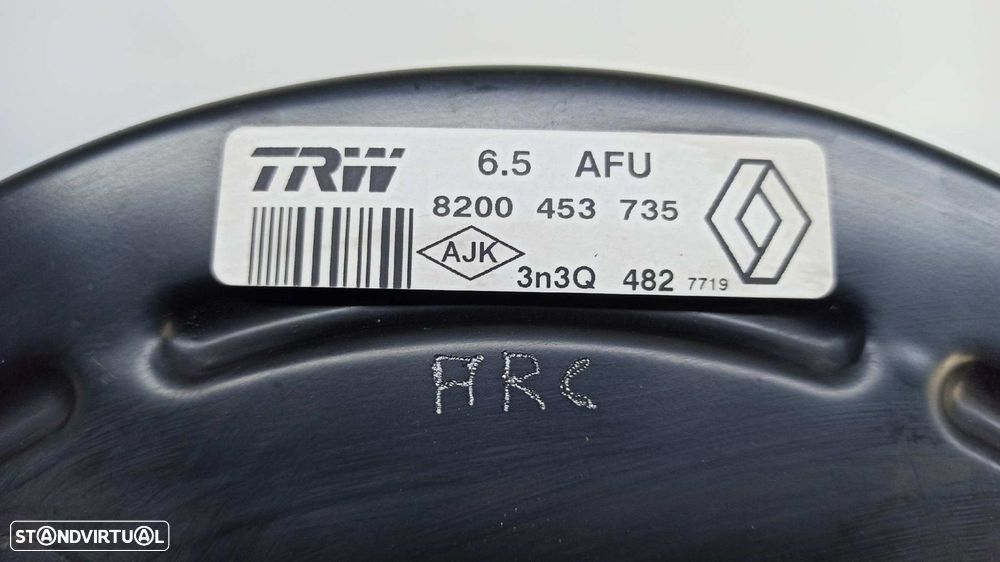 TRW 6.5 AFU
8200 453 735
AJK
3n3Q 482 7719
ARC
STANDVIRTUAL